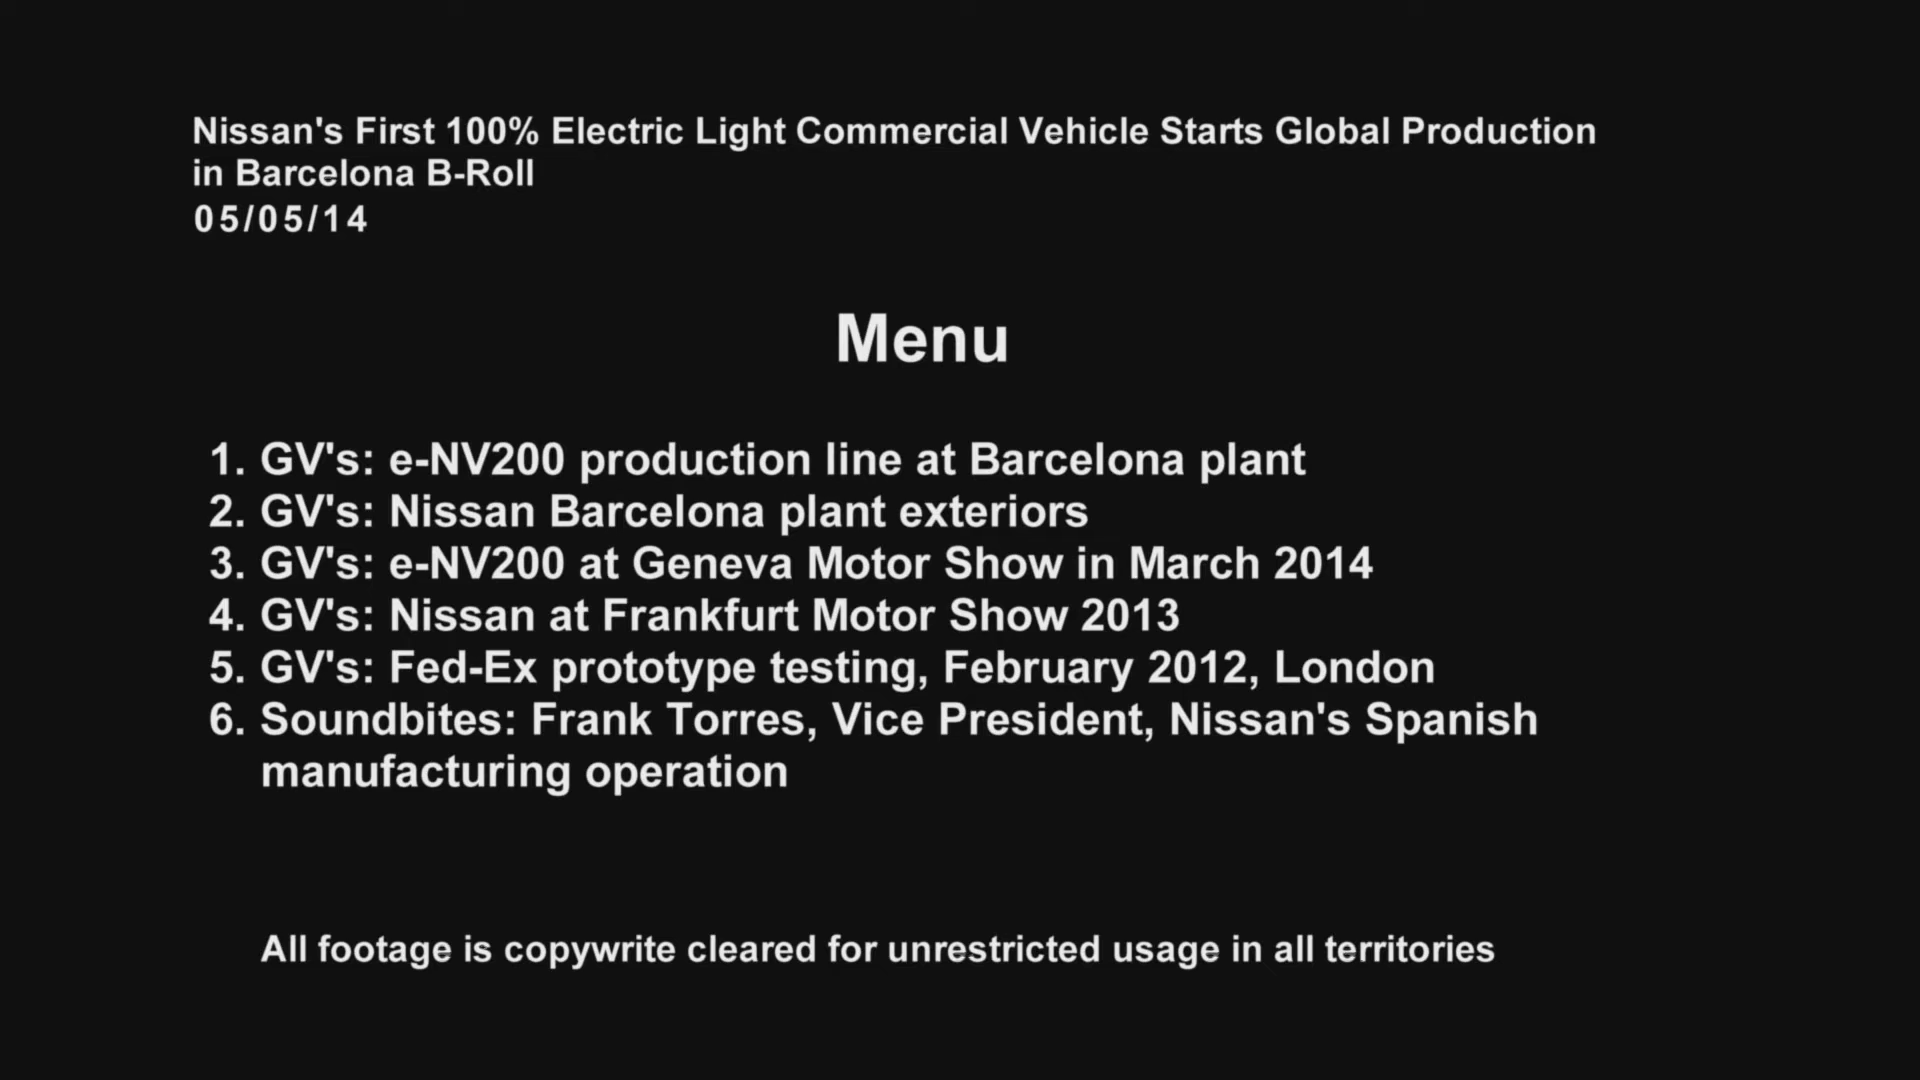 Nissan's First 100% Electric Light Commercial Vehicle Starts Global Production
in Barcelona B-Roll
05/05/14
Menu
1. GV's: e-NV200 production line at Barcelona plant
2. GV's: Nissan Barcelona plant exteriors
3. GV's: e-NV200 at Geneva Motor Show in March 2014
4. GV's: Nissan at Frankfurt Motor Show 2013
5. GV's: Fed-Ex prototype testing, February 2012, London
6. Soundbites: Frank Torres, Vice President, Nissan's Spanish
manufacturing operation
All footage is copywrite cleared for unrestricted usage in all territories